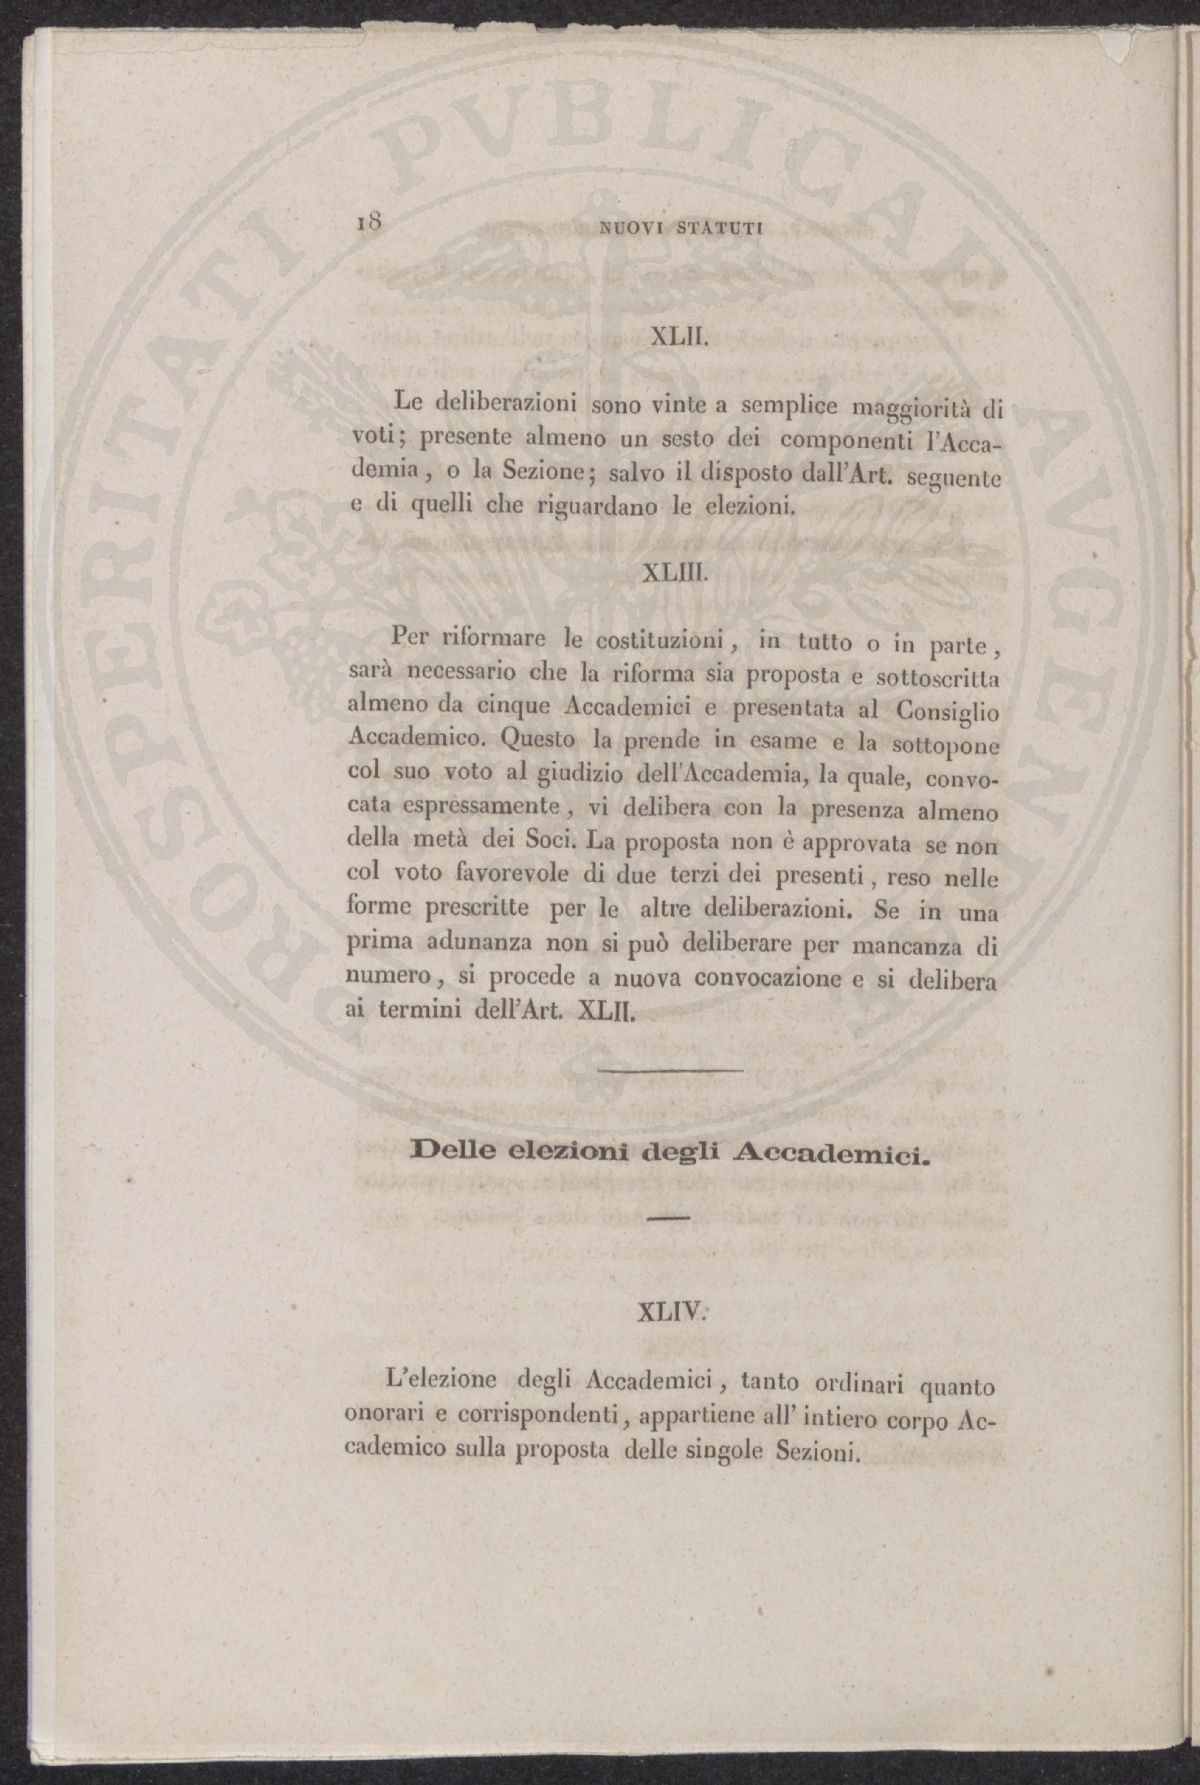 18 NUOVI STATUTI
XLII.
Le deliberazioni sono vinte a semplice maggiorità di
voti; presente almeno un sesto dei componenti l'Acca-
demia, o la Sezione; salvo il disposto dall'Art. seguente
e di quelli che riguardano le elezioni.
XLIII.
Per riformare le costituzioni, in tutto o in parte,
sarà necessario che la riforma sia proposta e sottoscritta
almeno da cinque Accademici e presentata al Consiglio
Accademico. Questo la prende in esame e la sottopone
col suo voto al giudizio dell'Accademia, la quale, convo-
cata espressamente, vi delibera con la presenza almeno
della metà dei Soci. La proposta non è approvata se non
col voto favorevole di due terzi dei presenti, reso nelle
forme prescritte per le altre deliberazioni. Se in una
prima adunanza non si può deliberare per mancanza di
numero, si procede a nuova convocazione e si delibera
ai termini dell'Art. XLII.
Delle elezioni degli Accademici.
XLIV.
L'elezione degli Accademici, tanto ordinari quanto
onorari e corrispondenti, appartiene all' intiero corpo Ac-
cademico sulla proposta delle singole Sezioni.
PROSPERITATI PUBLICAE AUGENDAE